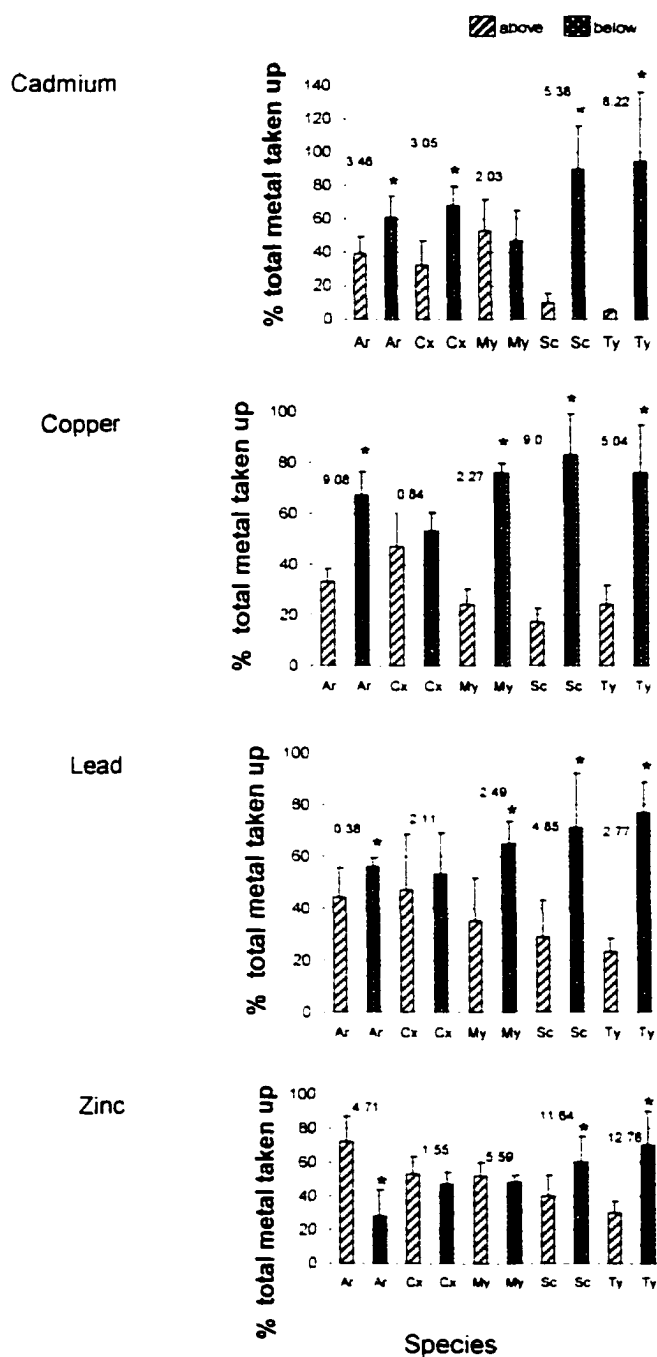 above below
Cadmium
% total metal taken up
140
120
100
80
60
40
20
0
3.46 * 3.05 * 2.03 5.38 * 8.22 *
Ar Ar Cx Cx My My Sc Sc Ty Ty
Copper
% total metal taken up
100
80
60
40
20
0
9.08 * 0.84 2.27 * 9.0 * 5.04 *
Ar Ar Cx Cx My My Sc Sc Ty Ty
Lead
% total metal taken up
100
80
60
40
20
0
0.38 * 2.11 2.49 * 4.85 * 2.77 *
Ar Ar Cx Cx My My Sc Sc Ty Ty
Zinc
% total metal taken up
100
80
60
40
20
0
4.71 * 1.55 5.59 11.64 * 12.76 *
Ar Ar Cx Cx My My Sc Sc Ty Ty
Species